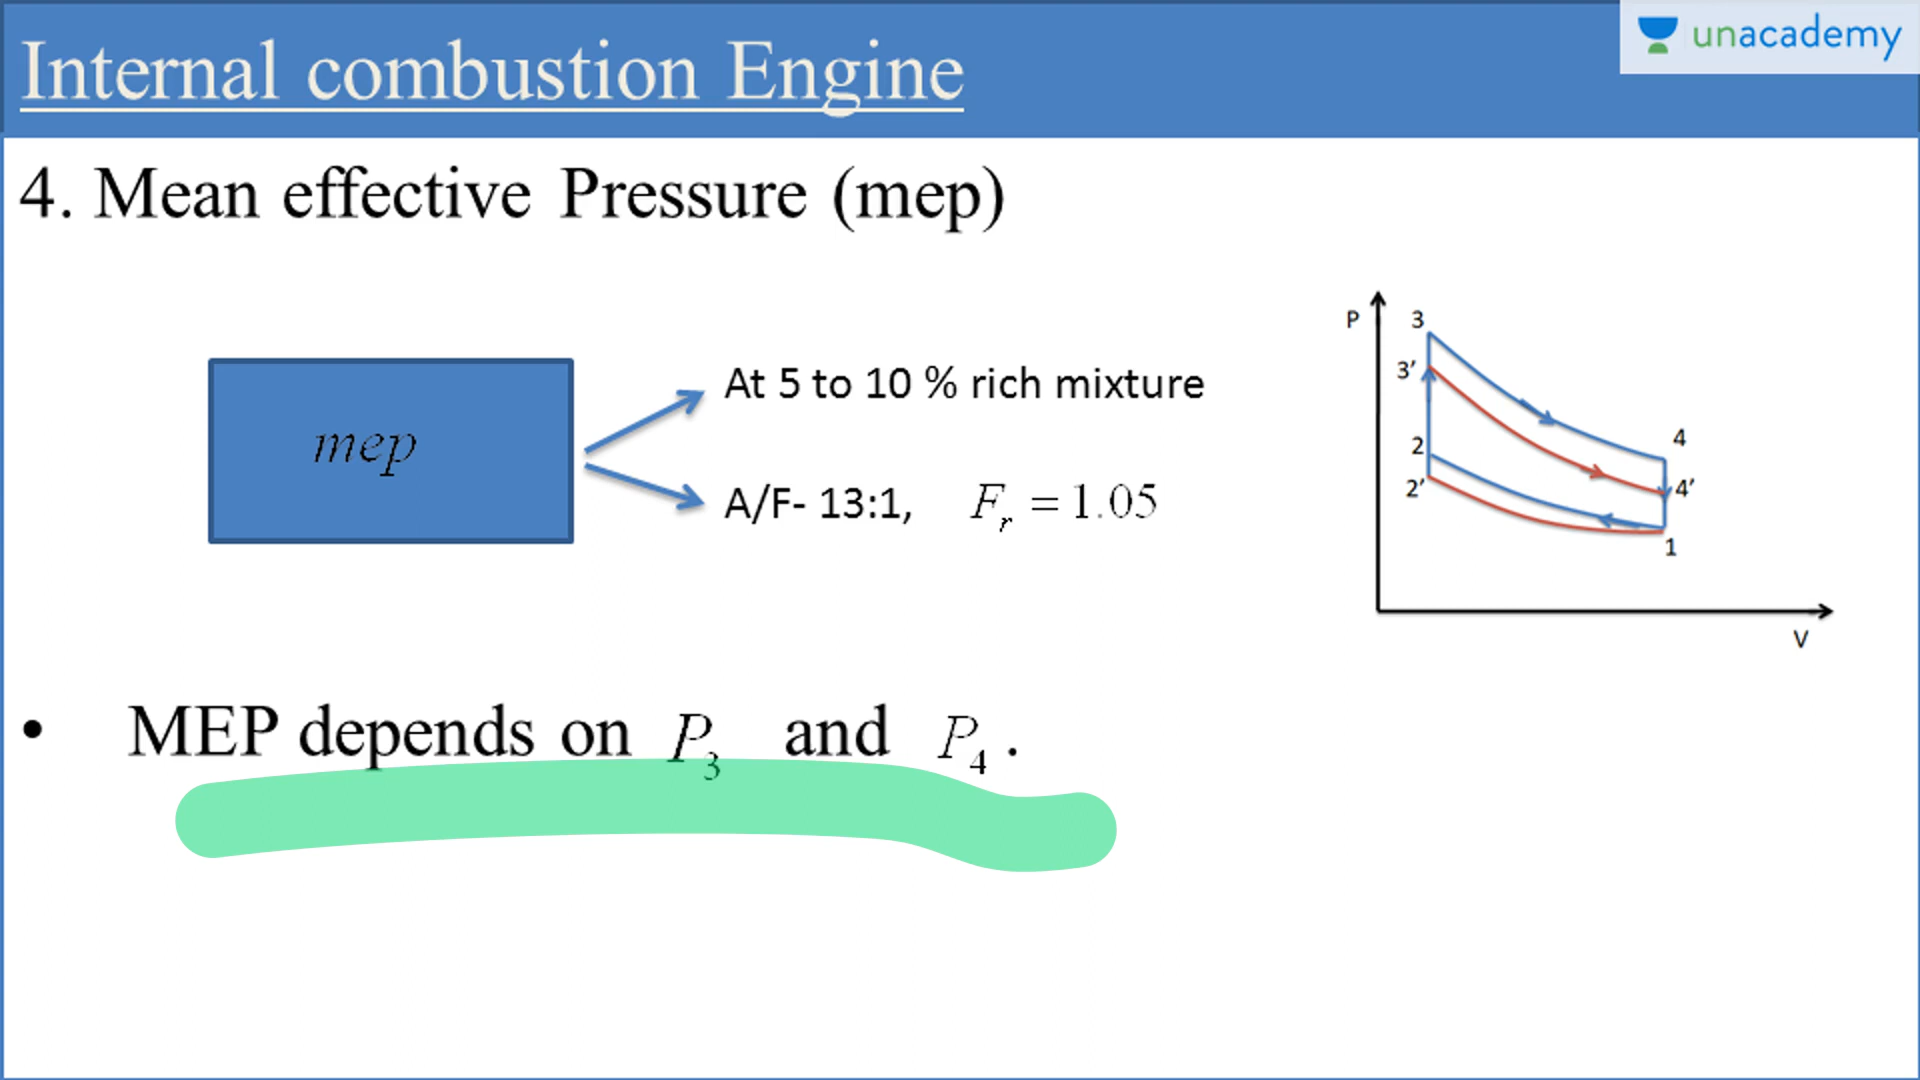 Internal combustion Engine
unacademy
4. Mean effective Pressure (mep)
mep
At 5 to 10 % rich mixture
A/F- 13:1, F_r = 1.05
P
3
3′
2
2′
4
4′
1
V
• MEP depends on P_3 and P_4.